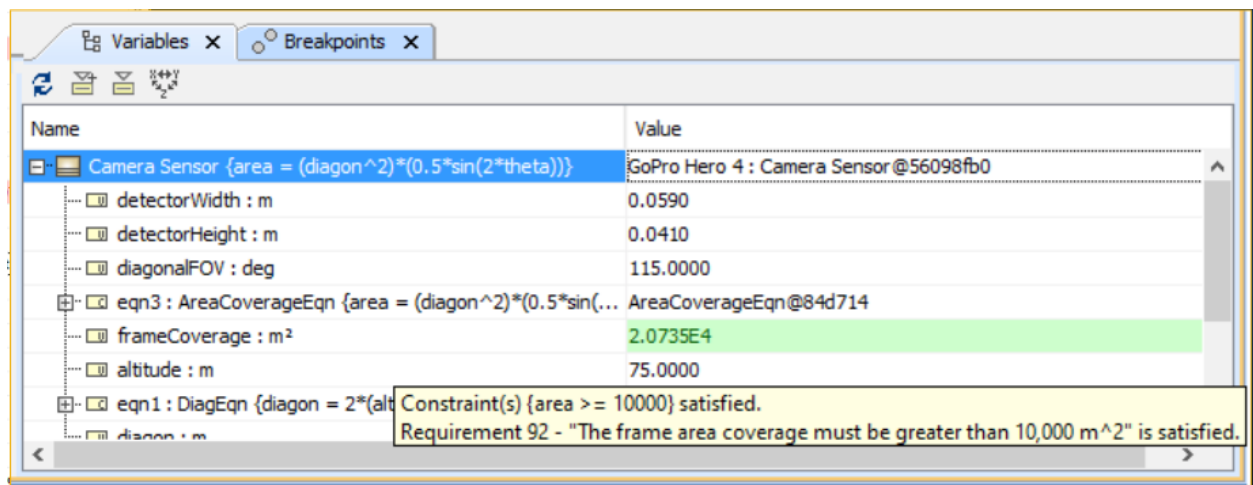 Variables Breakpoints
Name Value
Camera Sensor {area = (diagon^2)*(0.5*sin(2*theta))} GoPro Hero 4 : Camera Sensor@56098fb0
detectorWidth : m 0.0590
detectorHeight : m 0.0410
diagonalFOV : deg 115.0000
eqn3 : AreaCoverageEqn {area = (diagon^2)*(0.5*sin(... AreaCoverageEqn@84d714
frameCoverage : m² 2.0735E4
altitude : m 75.0000
eqn1 : DiagEqn {diagon = 2*(alt Constraint(s) {area >= 10000} satisfied.
diagon : m Requirement 92 - "The frame area coverage must be greater than 10,000 m^2" is satisfied.